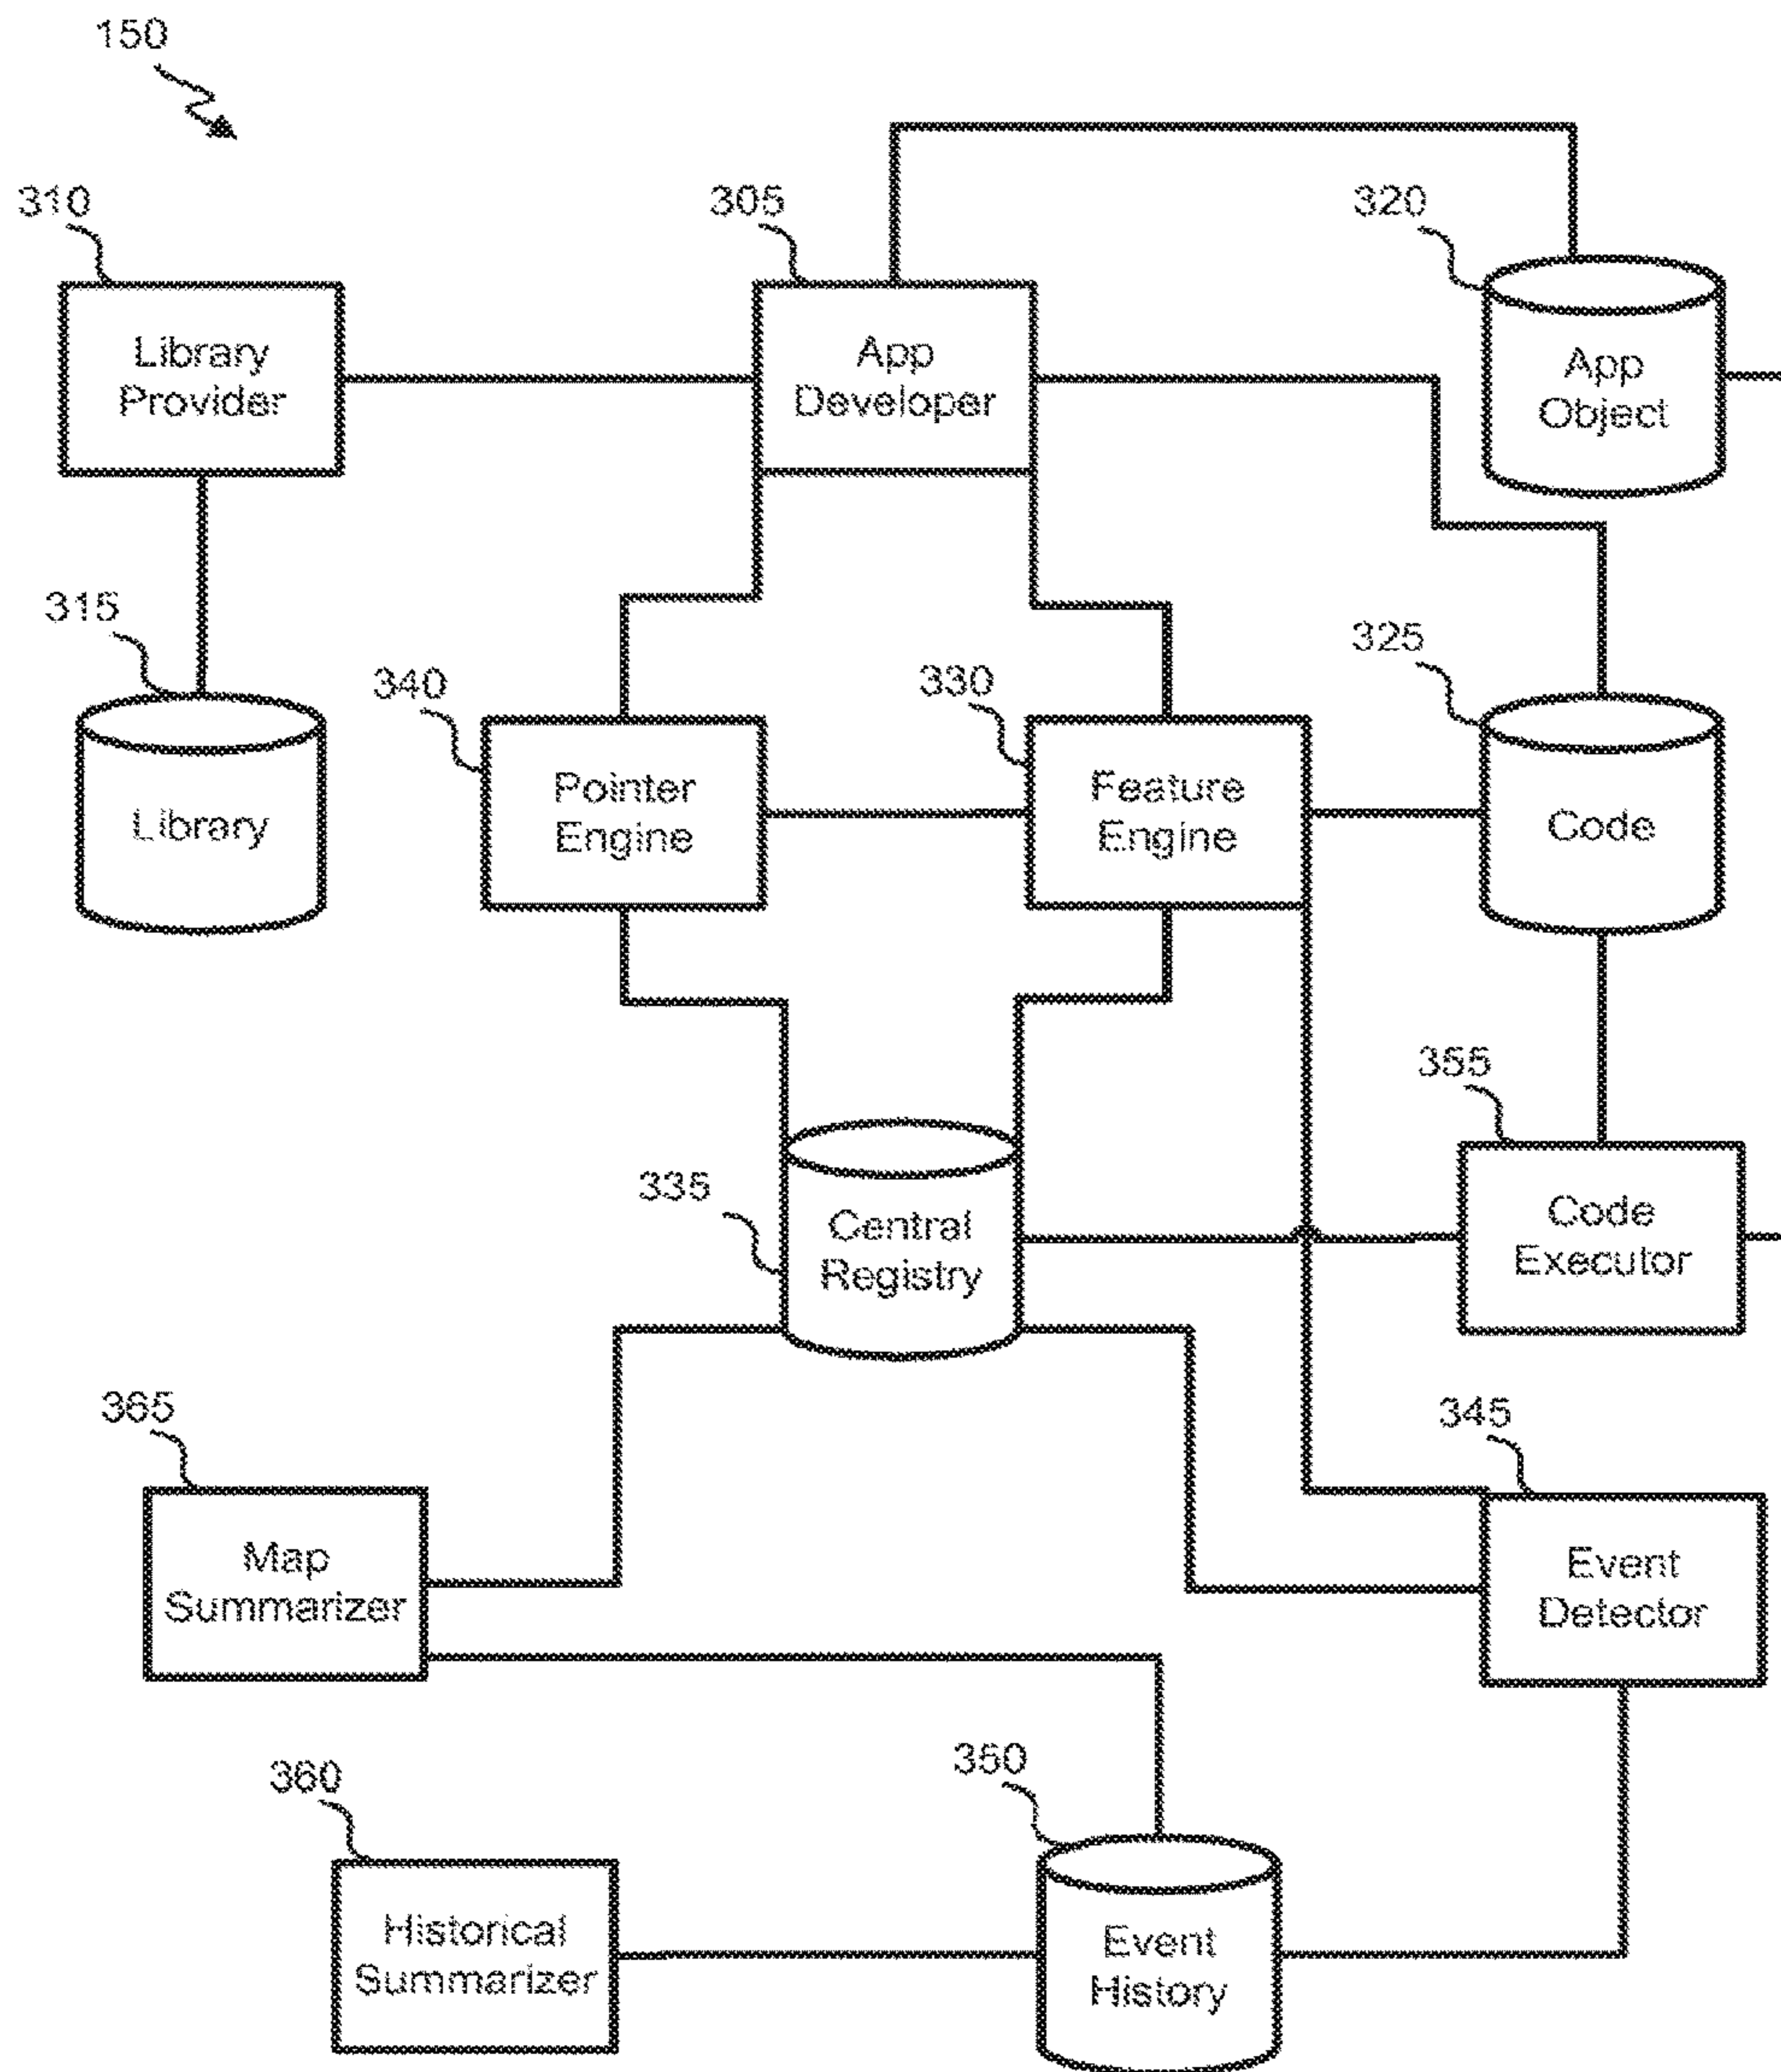 150
310
305
320
Library
Provider
App
Developer
App
Object
315
340
330
325
Library
Pointer
Engine
Feature
Engine
Code
355
335
Central
Registry
Code
Executor
365
345
Map
Summarizer
Event
Detector
360
350
Historical
Summarizer
Event
History